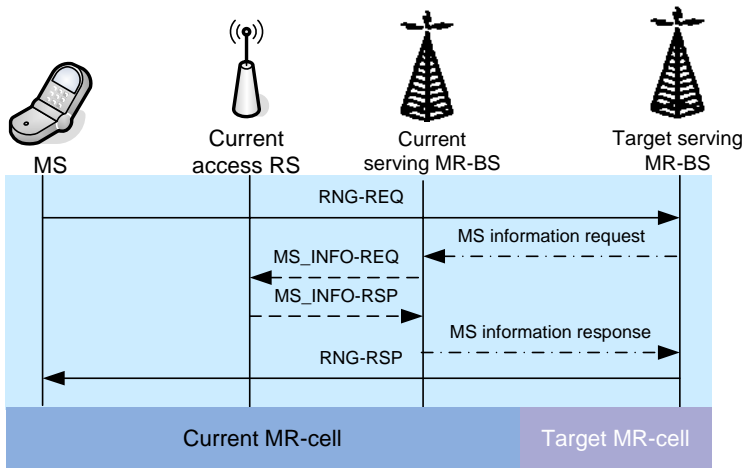 MS
Current
access RS
Current
serving MR-BS
Target serving
MR-BS
RNG-REQ
MS information request
MS_INFO-REQ
MS_INFO-RSP
MS information response
RNG-RSP
Current MR-cell
Target MR-cell